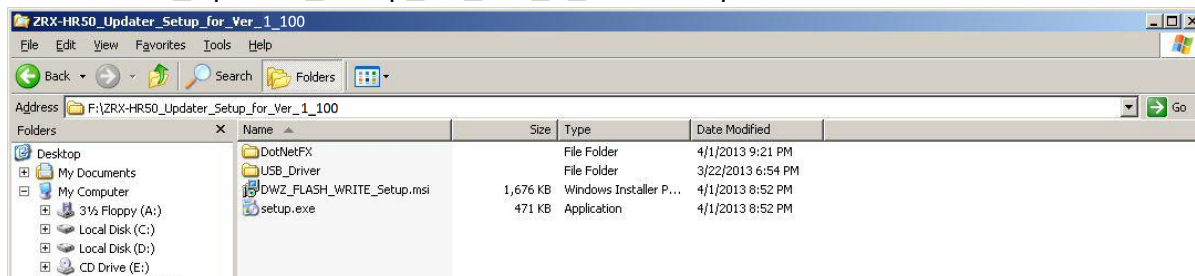 ZRX-HR50_Updater_Setup_for_Ver_1_100
File Edit View Favorites Tools Help
Back Search Folders
Address F:\ZRX-HR50_Updater_Setup_for_Ver_1_100 Go
Folders X Name Size Type Date Modified
Desktop DotNetFX File Folder 4/1/2013 9:21 PM
My Documents USB_Driver File Folder 3/22/2013 6:54 PM
My Computer DWZ_FLASH_WRITE_Setup.msi 1,676 KB Windows Installer P... 4/1/2013 8:52 PM
3½ Floppy (A:) setup.exe 471 KB Application 4/1/2013 8:52 PM
Local Disk (C:)
Local Disk (D:)
CD Drive (E:)